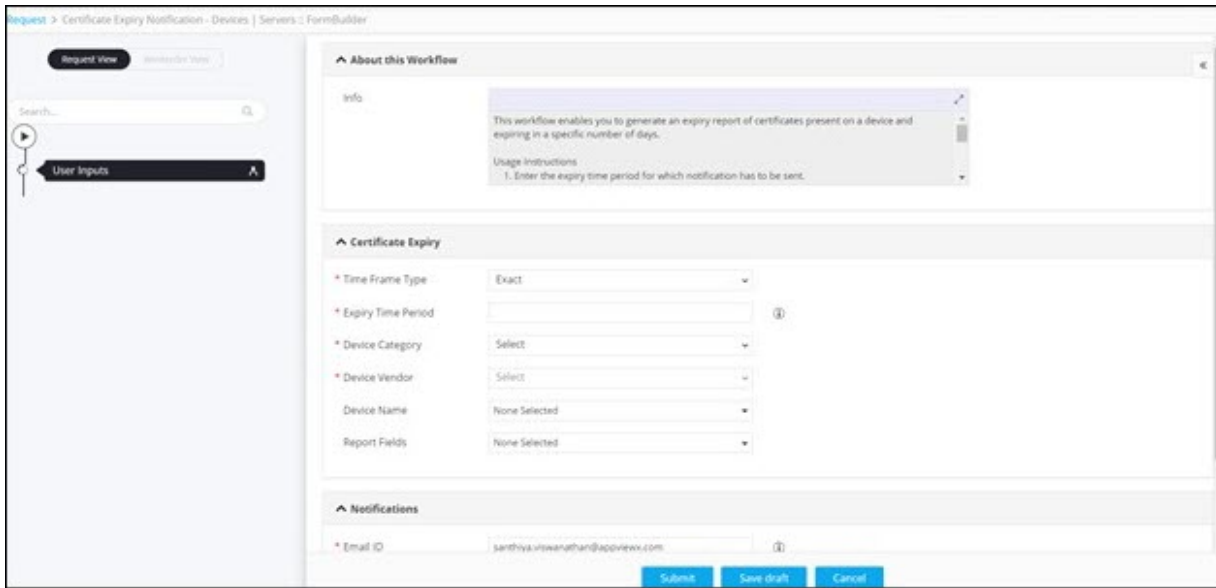 Request > Certificate Expiry Notification - Devices | Servers :: FormBuilder
Request View
Search...
User Inputs
About this Workflow
Info
This workflow enables you to generate an expiry report of certificates present on a device and
expiring in a specific number of days.
Usage Instructions
1. Enter the expiry time period for which notification has to be sent.
Certificate Expiry
* Time Frame Type
Exact
* Expiry Time Period
* Device Category
Select
* Device Vendor
Select
Device Name
None Selected
Report Fields
None Selected
Notifications
* Email ID
santhiya.viswanathan@appviewx.com
Submit
Save draft
Cancel